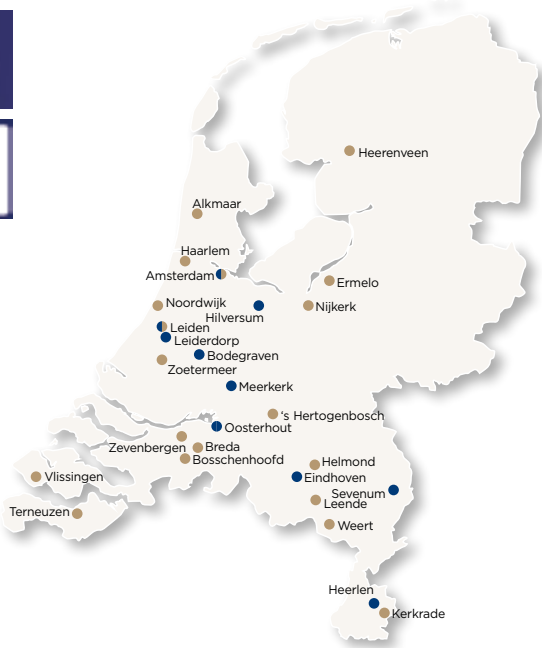 Heerenveen
Alkmaar
Haarlem
Amsterdam
Ermelo
Noordwijk
Nijkerk
Hilversum
Leiden
Leiderdorp
Bodegraven
Zoetermeer
Meerkerk
‘s Hertogenbosch
Oosterhout
Zevenbergen
Breda
Bosschenhoofd
Helmond
Vlissingen
Eindhoven
Sevenum
Leende
Terneuzen
Weert
Heerlen
Kerkrade